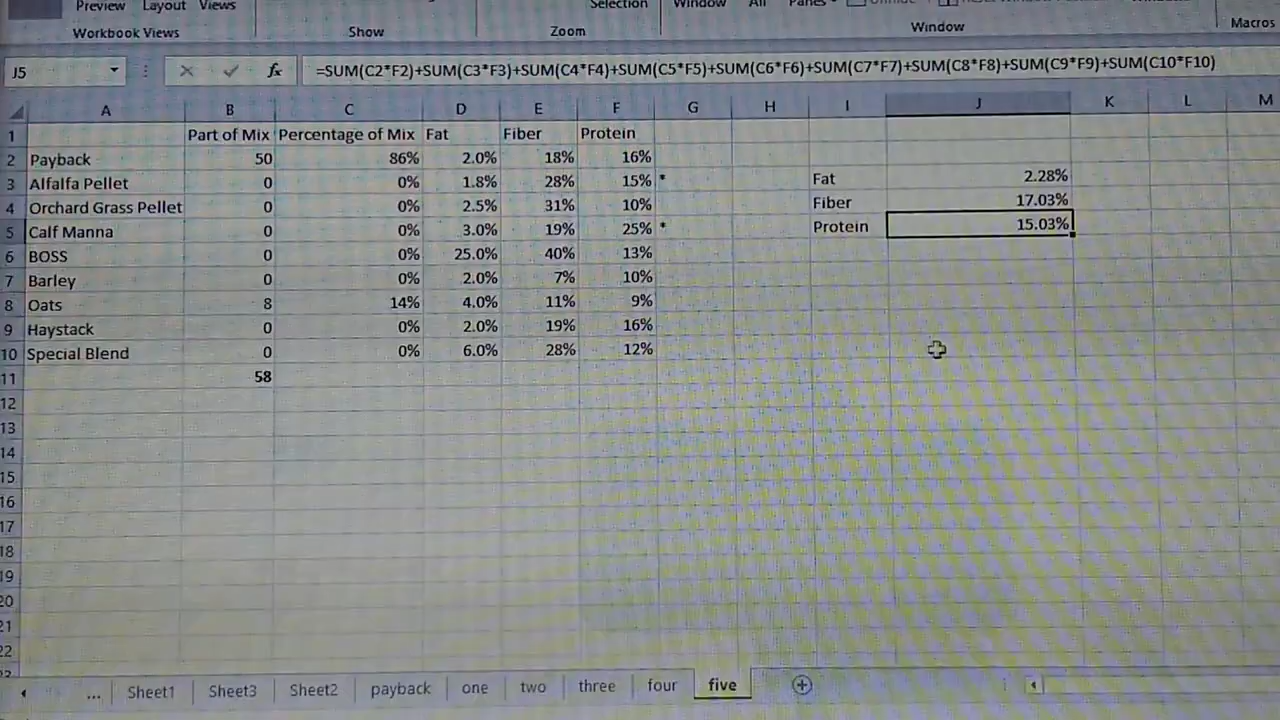 Preview Layout Views Selection Window All Panes
Workbook Views Show Zoom Window Macros
J5 fx =SUM(C2*F2)+SUM(C3*F3)+SUM(C4*F4)+SUM(C5*F5)+SUM(C6*F6)+SUM(C7*F7)+SUM(C8*F8)+SUM(C9*F9)+SUM(C10*F10)
A B C D E F G H I J K L M
1 Part of Mix Percentage of Mix Fat Fiber Protein
2 Payback 50 86% 2.0% 18% 16%
3 Alfalfa Pellet 0 0% 1.8% 28% 15% * Fat 2.28%
4 Orchard Grass Pellet 0 0% 2.5% 31% 10% Fiber 17.03%
5 Calf Manna 0 0% 3.0% 19% 25% * Protein 15.03%
6 BOSS 0 0% 25.0% 40% 13%
7 Barley 0 0% 2.0% 7% 10%
8 Oats 8 14% 4.0% 11% 9%
9 Haystack 0 0% 2.0% 19% 16%
10 Special Blend 0 0% 6.0% 28% 12%
11 58
12
13
14
15
16
17
18
19
20
21
22
... Sheet1 Sheet3 Sheet2 payback one two three four five